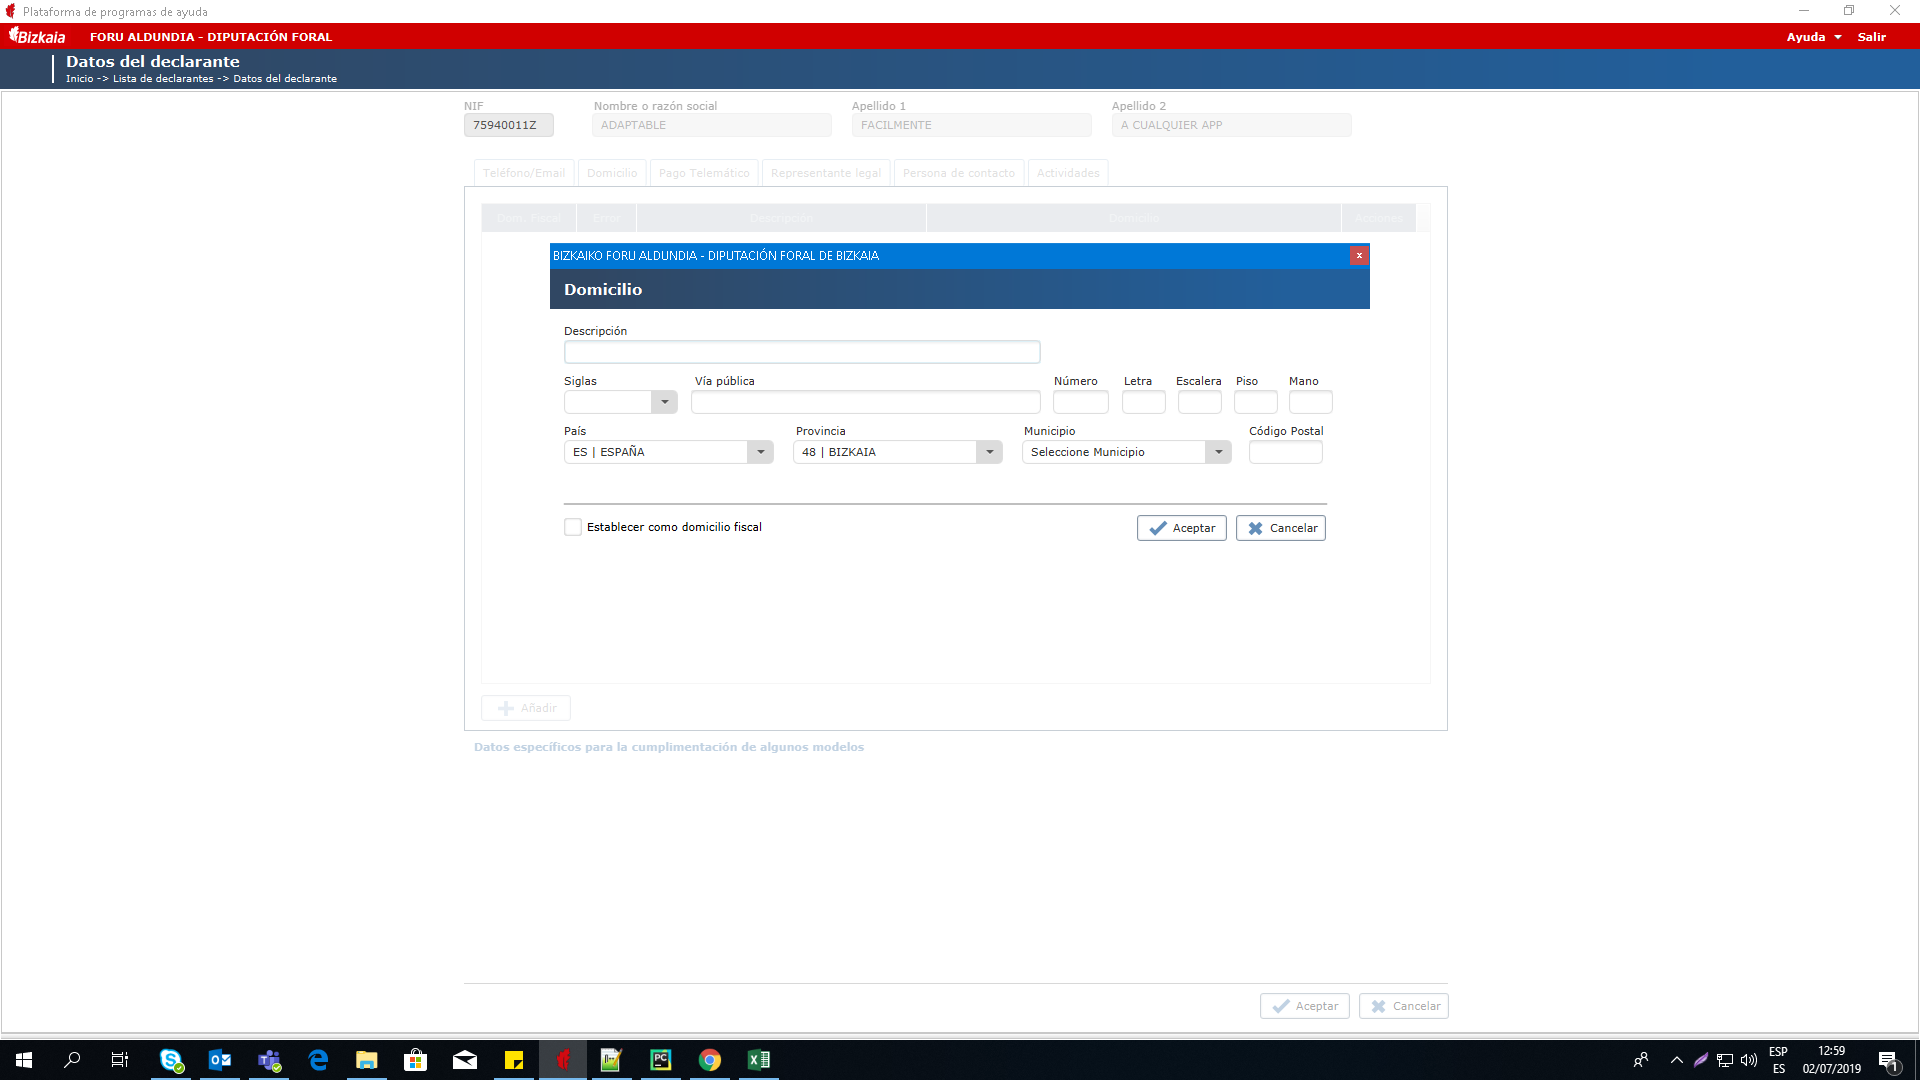 Plataforma de programas de ayuda
Bizkaia FORU ALDUNDIA - DIPUTACIÓN FORAL Ayuda Salir
Datos del declarante
Inicio -> Lista de declarantes -> Datos del declarante
NIF Nombre o razón social Apellido 1 Apellido 2
75940011Z ADAPTABLE FACILMENTE A CUALQUIER APP
Teléfono/Email Domicilio Pago Telemático Representante legal Persona de contacto Actividades
Dom. Fiscal Error Descripción Domicilio Acciones
BIZKAIKO FORU ALDUNDIA - DIPUTACIÓN FORAL DE BIZKAIA x
Domicilio
Descripción
Siglas Vía pública Número Letra Escalera Piso Mano
País Provincia Municipio Código Postal
ES | ESPAÑA 48 | BIZKAIA Seleccione Municipio
Establecer como domicilio fiscal Aceptar Cancelar
Añadir
Datos específicos para la cumplimentación de algunos modelos
Aceptar Cancelar
ESP 12:59
ES 02/07/2019 1